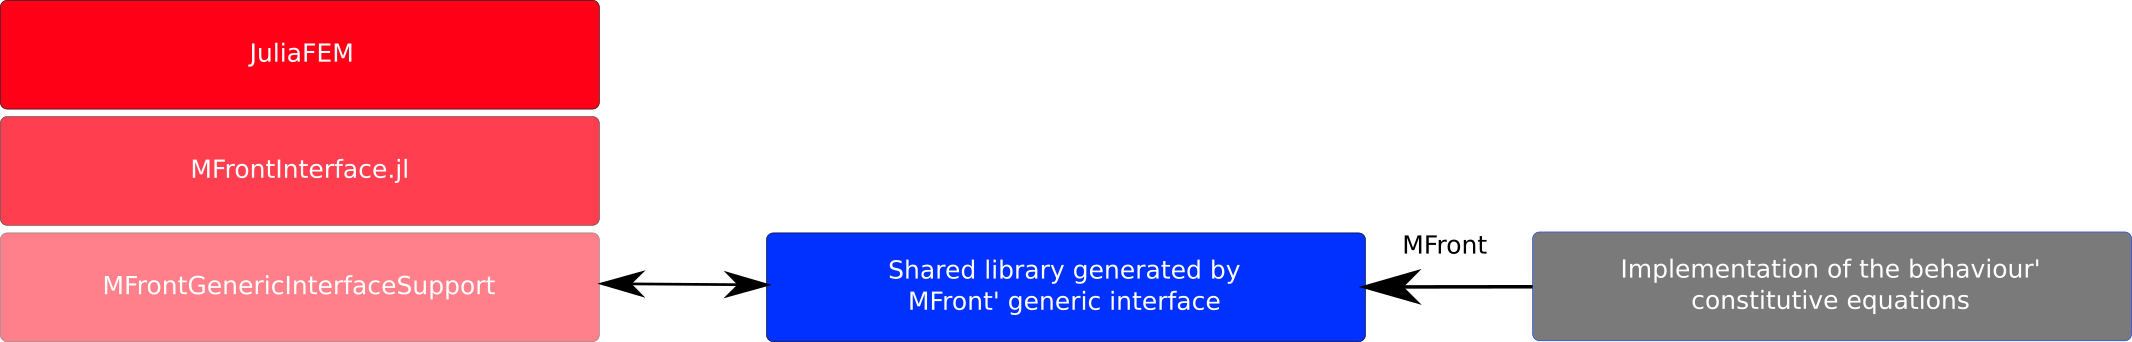 JuliaFEM
MFrontInterface.jl
MFrontGenericInterfaceSupport
Shared library generated by
MFront' generic interface
MFront
Implementation of the behaviour'
constitutive equations